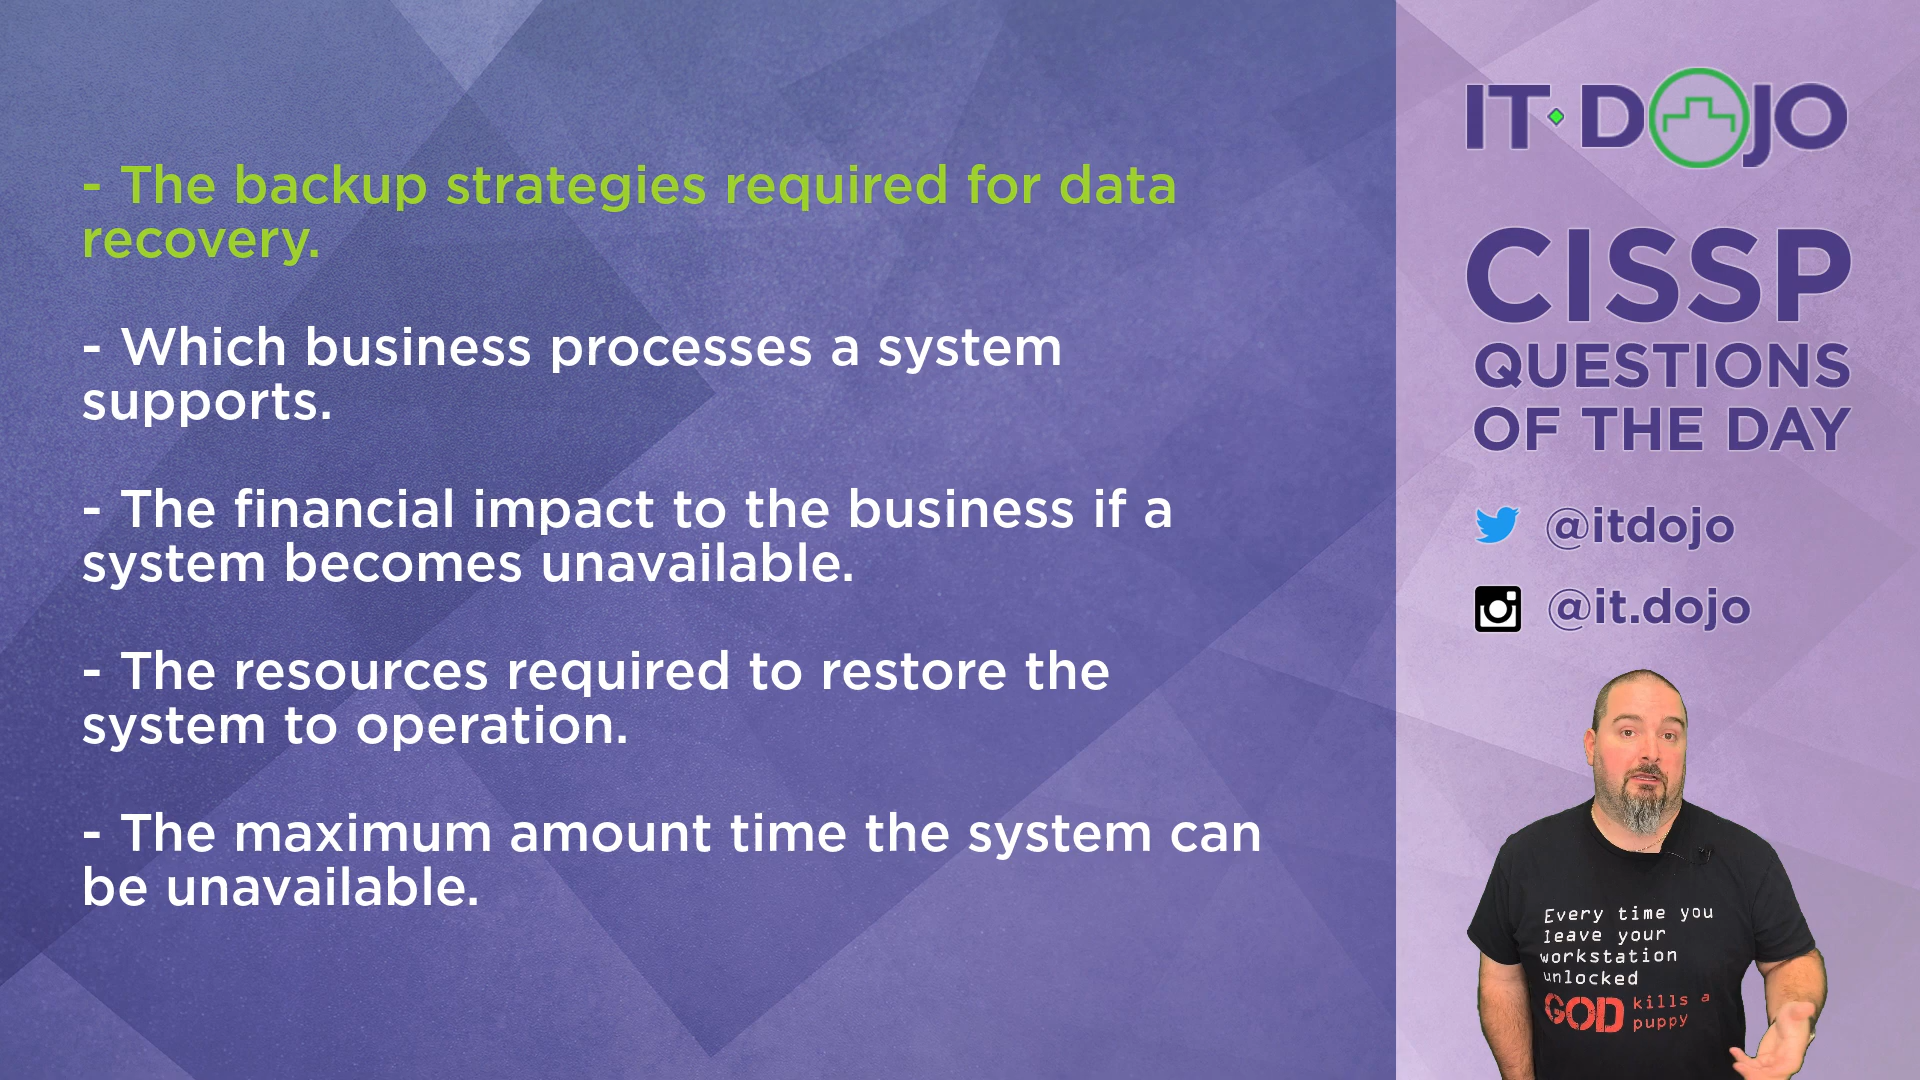 - The backup strategies required for data
recovery.
- Which business processes a system
supports.
- The financial impact to the business if a
system becomes unavailable.
- The resources required to restore the
system to operation.
- The maximum amount time the system can
be unavailable.
IT DOJO
CISSP
QUESTIONS
OF THE DAY
@itdojo
@it.dojo
Every time you
leave your
workstation
unlocked
GOD kills a
puppy